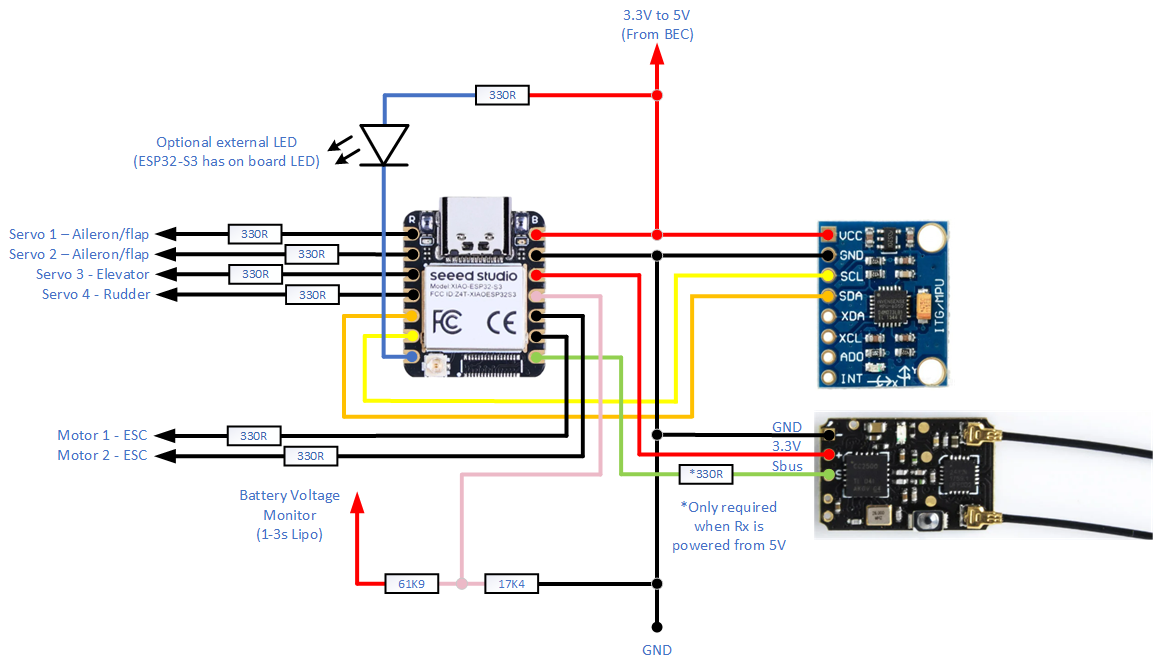 3.3V to 5V
(From BEC)
330R
Optional external LED
(ESP32-S3 has on board LED)
R
B
Servo 1 – Aileron/flap
330R
Servo 2 – Aileron/flap
330R
Servo 3 - Elevator
330R
Servo 4 - Rudder
330R
seeed studio
Model XIAO-ESP32-S3
FCC ID Z4T-XIAOESP32S3
FC CE
VCC
GND
SCL
SDA
XDA
XCL
ADO
INT
ITG/MPU
X
Y
Motor 1 - ESC
330R
Motor 2 - ESC
330R
GND
3.3V
Sbus
*330R
*Only required
when Rx is
powered from 5V
Battery Voltage
Monitor
(1-3s Lipo)
61K9
17K4
GND